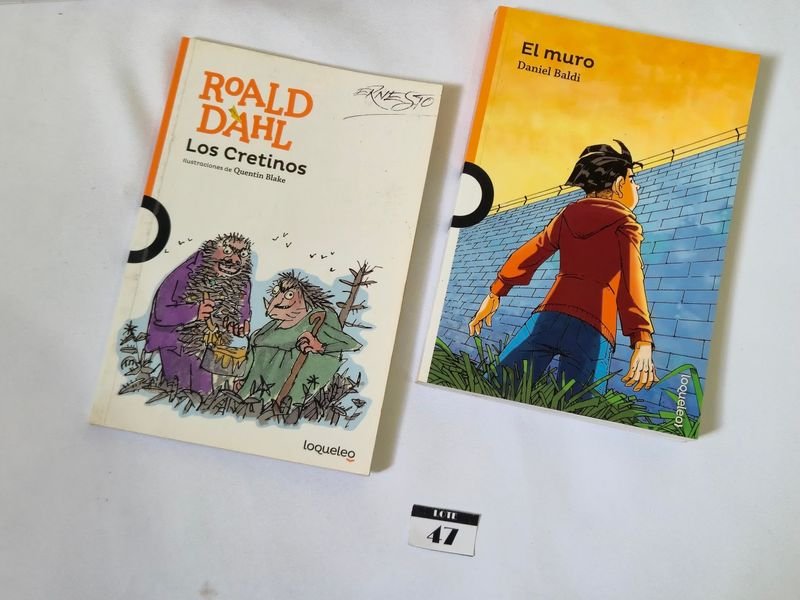 ROALD
DAHL
Los Cretinos
Ilustraciones de Quentin Blake
ERNESTO
loqueleo
El muro
Daniel Baldi
loqueleo
LOTE
47